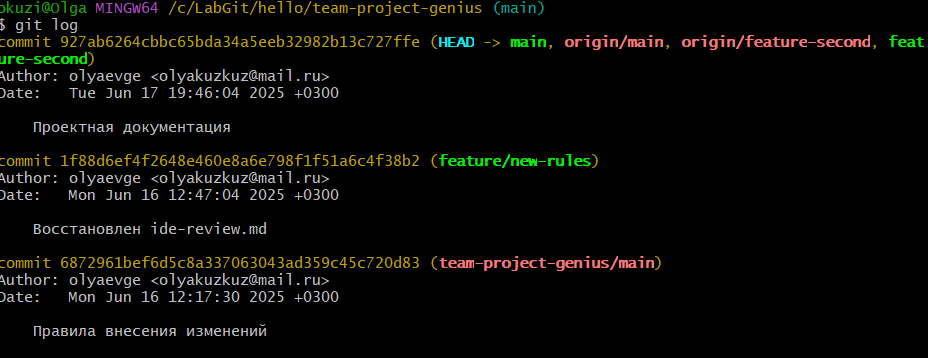 okuzi@Olga MINGW64 /c/LabGit/hello/team-project-genius (main)
$ git log
commit 927ab6264cbbc65bda34a5eeb32982b13c727ffe (HEAD -> main, origin/main, origin/feature-second, feat
ure-second)
Author: olyaevge <olyakuzkuz@mail.ru>
Date:   Tue Jun 17 19:46:04 2025 +0300
    Проектная документация
commit 1f88d6ef4f2648e460e8a6e798f1f51a6c4f38b2 (feature/new-rules)
Author: olyaevge <olyakuzkuz@mail.ru>
Date:   Mon Jun 16 12:47:04 2025 +0300
    Восстановлен ide-review.md
commit 6872961bef6d5c8a337063043ad359c45c720d83 (team-project-genius/main)
Author: olyaevge <olyakuzkuz@mail.ru>
Date:   Mon Jun 16 12:17:30 2025 +0300
    Правила внесения изменений